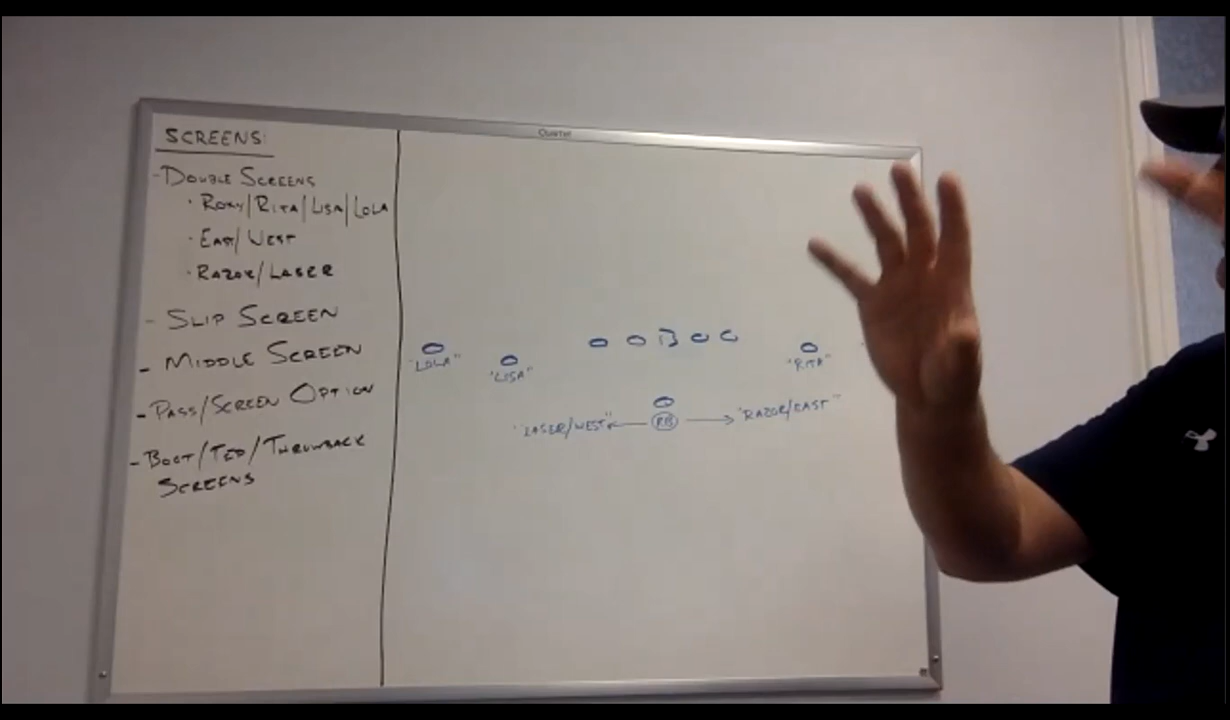 Quartet
SCREENS:
- DOUBLE SCREENS
· ROXY/RITA/LISA/LOLA
· EAST/WEST
· RAZOR/LASER
- SLIP SCREEN
- MIDDLE SCREEN
- PASS/SCREEN OPTION
- BOOT/TED/THROWBACK
SCREENS
"LOLA"
"LISA"
"RITA"
"LASER/WEST"
RB
"RAZOR/EAST"